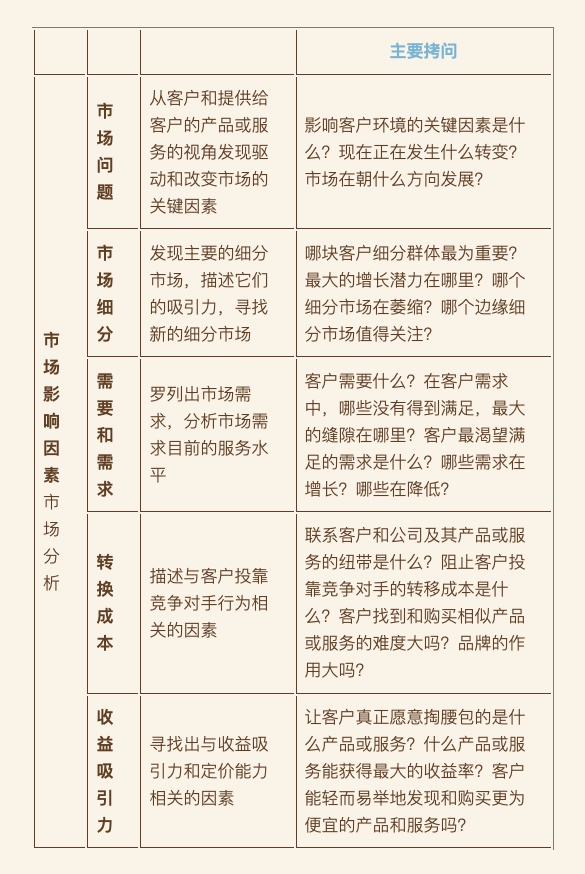 主要拷问
市场影响因素市场分析
市场问题
从客户和提供给
客户的产品或服
务的视角发现驱
动和改变市场的
关键因素
影响客户环境的关键因素是什
么？现在正在发生什么转变？
市场在朝什么方向发展？
市场细分
发现主要的细分
市场，描述它们
的吸引力，寻找
新的细分市场
哪块客户细分群体最为重要？
最大的增长潜力在哪里？哪个
细分市场在萎缩？哪个边缘细
分市场值得关注？
需要和需求
罗列出市场需
求，分析市场需
求目前的服务水
平
客户需要什么？在客户需求
中，哪些没有得到满足，最大
的缝隙在哪里？客户最渴望满
足的需求是什么？哪些需求在
增长？哪些在降低？
转换成本
描述与客户投靠
竞争对手行为相
关的因素
联系客户和公司及其产品或服
务的纽带是什么？阻止客户投
靠竞争对手的转移成本是什
么？客户找到和购买相似产品
或服务的难度大吗？品牌的作
用大吗？
收益吸引力
寻找出与收益吸
引力和定价能力
相关的因素
让客户真正愿意掏腰包的是什
么产品或服务？什么产品或服
务能获得最大的收益率？客户
能轻而易举地发现和购买更为
便宜的产品和服务吗？